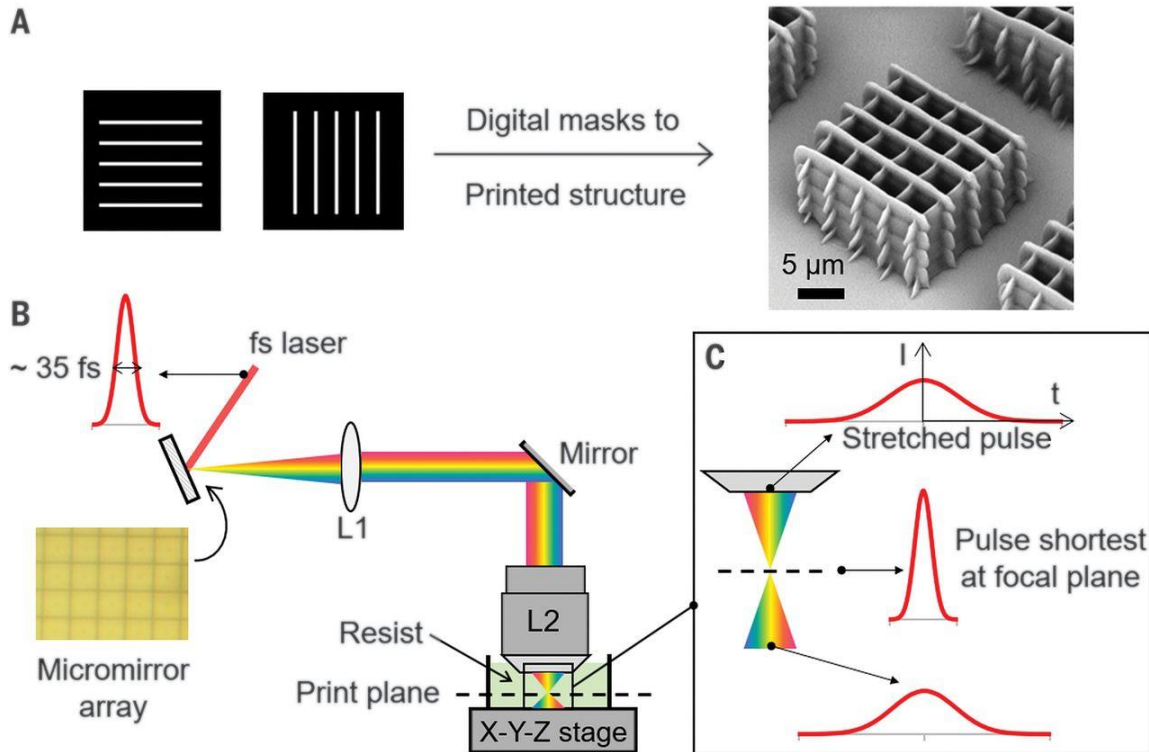 A
Digital masks to
Printed structure
5 µm
B
~ 35 fs
fs laser
Mirror
L1
Micromirror
array
L2
Resist
Print plane
X-Y-Z stage
C
I
t
Stretched pulse
Pulse shortest
at focal plane